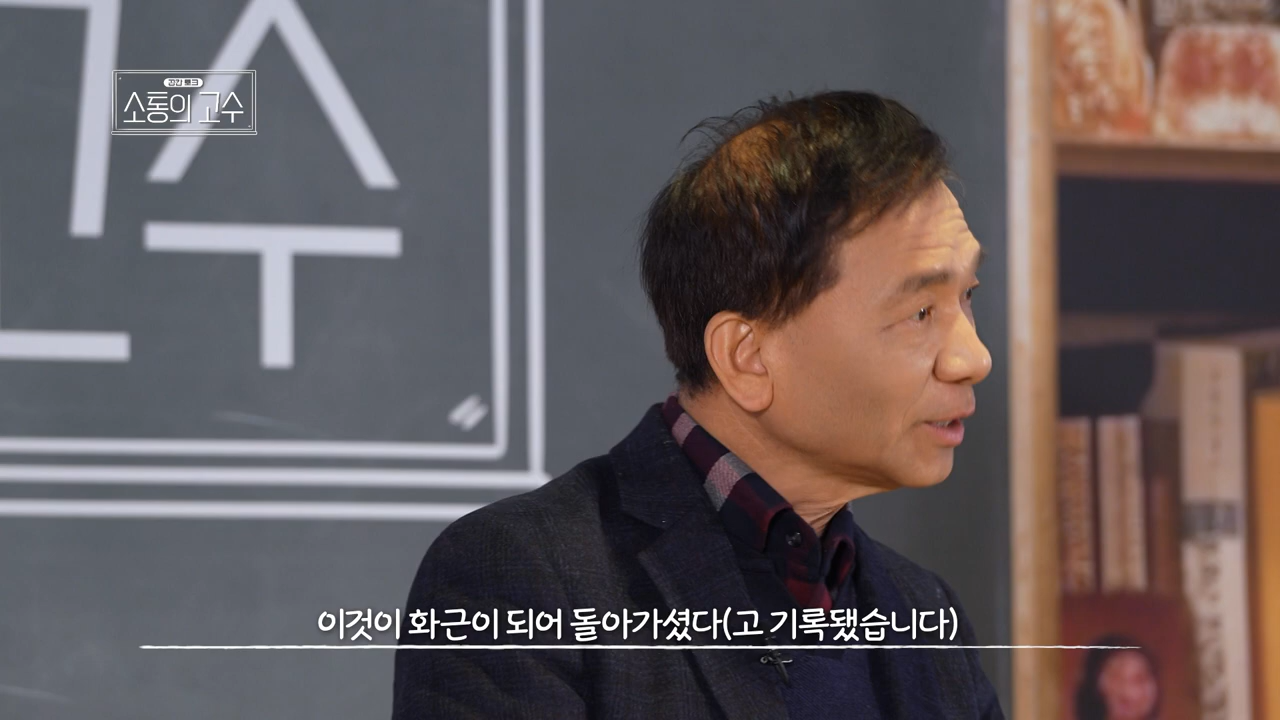 소통의 고수
수
이것이 화근이 되어 돌아가셨다(고 기록됐습니다)